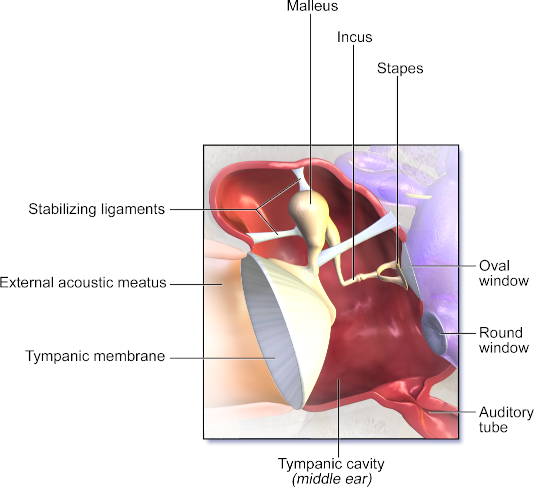 Malleus
Incus
Stapes
Stabilizing ligaments
External acoustic meatus
Oval
window
Tympanic membrane
Round
window
Auditory
tube
Tympanic cavity
(middle ear)